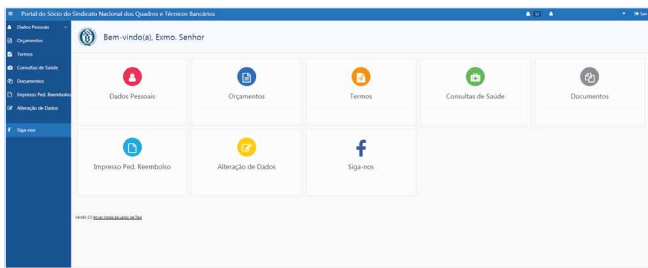 Portal do Sócio do Sindicato Nacional dos Quadros e Técnicos Bancários
Dados Pessoais
Orçamentos
Termos
Consultas de Saúde
Documentos
Impresso Ped. Reembolso
Alteração de Dados
Siga-nos
Bem-vindo(a), Exmo. Senhor
Dados Pessoais
Orçamentos
Termos
Consultas de Saúde
Documentos
Impresso Ped. Reembolso
Alteração de Dados
Siga-nos